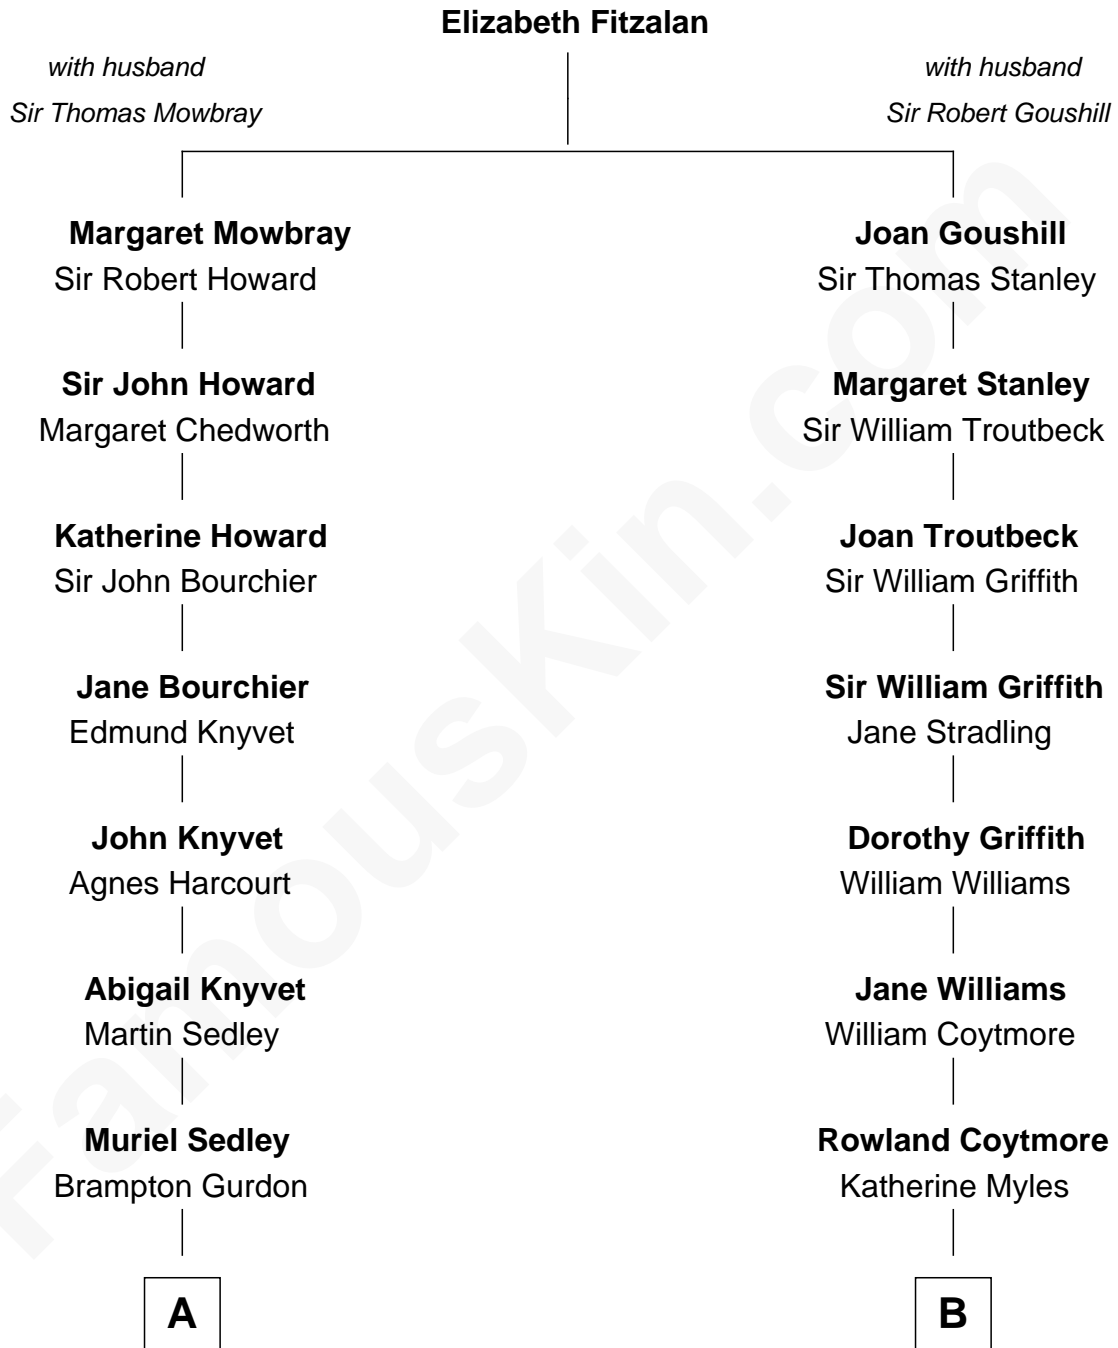 Elizabeth Fitzalan
with husband
Sir Thomas Mowbray
with husband
Sir Robert Goushill
Margaret Mowbray
Sir Robert Howard
Joan Goushill
Sir Thomas Stanley
Sir John Howard
Margaret Chedworth
Margaret Stanley
Sir William Troutbeck
Katherine Howard
Sir John Bourchier
Joan Troutbeck
Sir William Griffith
Jane Bourchier
Edmund Knyvet
Sir William Griffith
Jane Stradling
John Knyvet
Agnes Harcourt
Dorothy Griffith
William Williams
Abigail Knyvet
Martin Sedley
Jane Williams
William Coytmore
Muriel Sedley
Brampton Gurdon
Rowland Coytmore
Katherine Myles
A
B
FamousKin.com